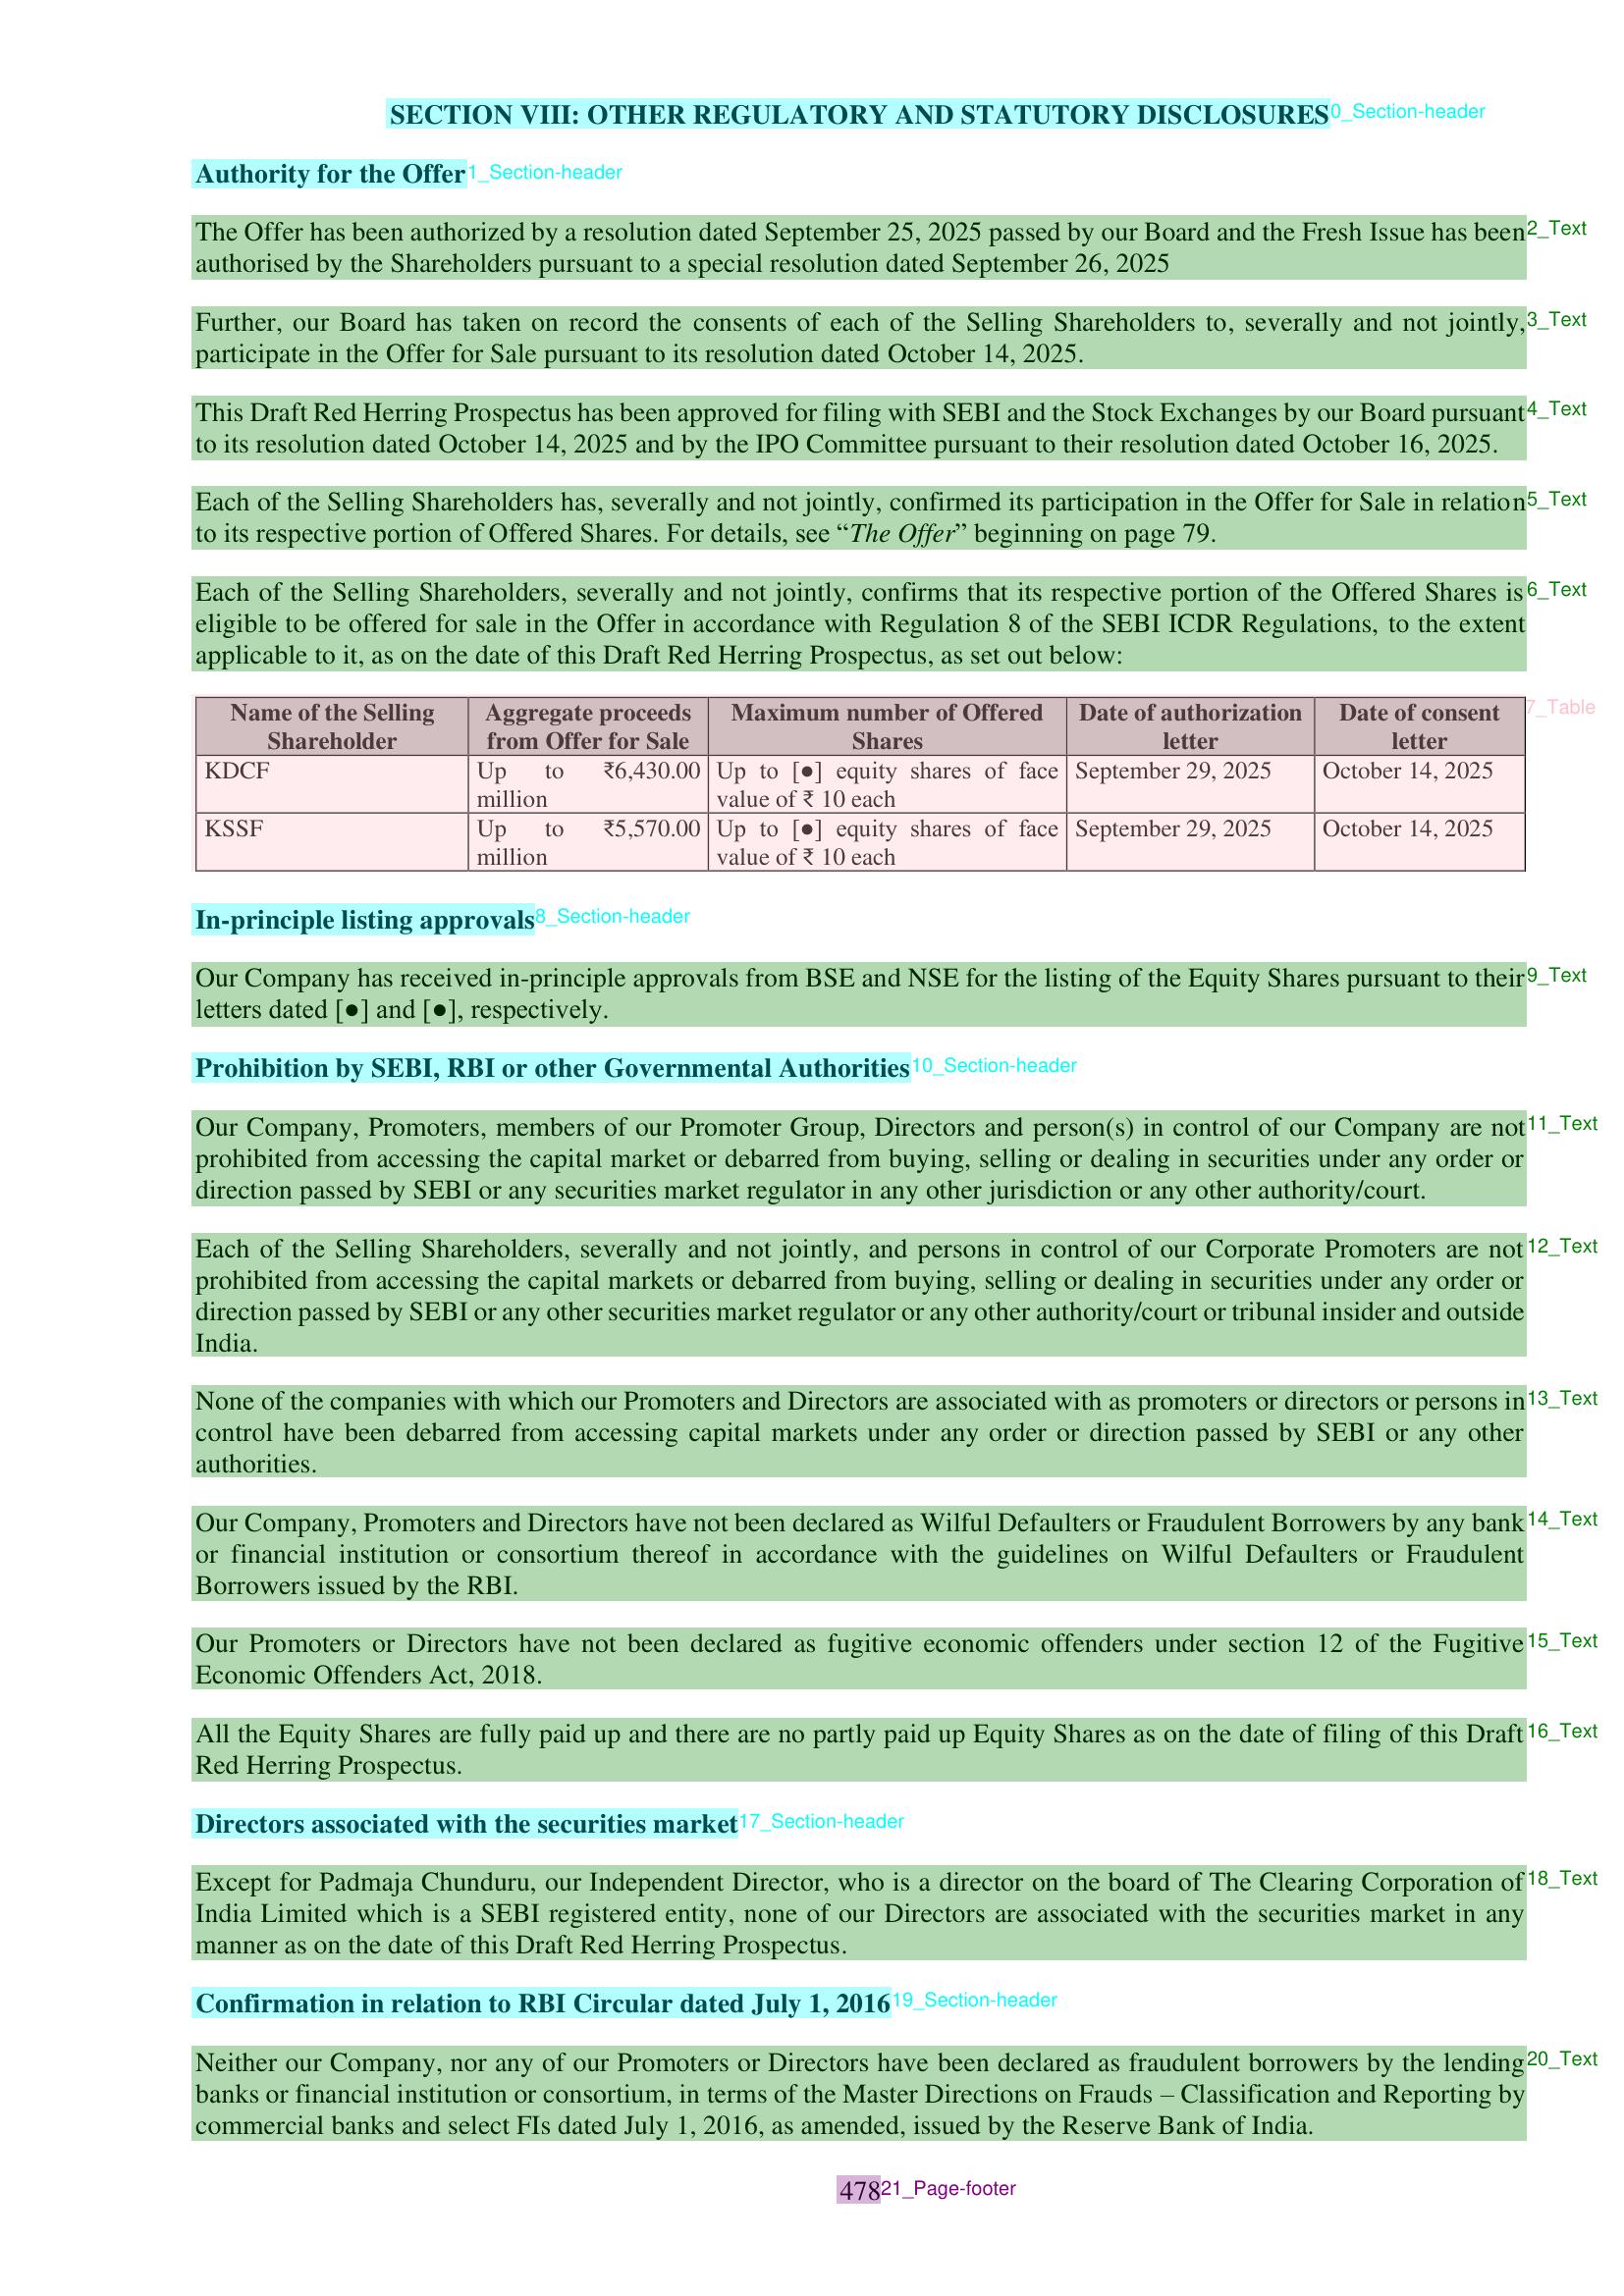 SECTION VIII: OTHER REGULATORY AND STATUTORY DISCLOSURES 0_Section-header
Authority for the Offer 1_Section-header
The Offer has been authorized by a resolution dated September 25, 2025 passed by our Board and the Fresh Issue has been 2_Text
authorised by the Shareholders pursuant to a special resolution dated September 26, 2025
Further, our Board has taken on record the consents of each of the Selling Shareholders to, severally and not jointly, 3_Text
participate in the Offer for Sale pursuant to its resolution dated October 14, 2025.
This Draft Red Herring Prospectus has been approved for filing with SEBI and the Stock Exchanges by our Board pursuant 4_Text
to its resolution dated October 14, 2025 and by the IPO Committee pursuant to their resolution dated October 16, 2025.
Each of the Selling Shareholders has, severally and not jointly, confirmed its participation in the Offer for Sale in relation 5_Text
to its respective portion of Offered Shares. For details, see “The Offer” beginning on page 79.
Each of the Selling Shareholders, severally and not jointly, confirms that its respective portion of the Offered Shares is 6_Text
eligible to be offered for sale in the Offer in accordance with Regulation 8 of the SEBI ICDR Regulations, to the extent
applicable to it, as on the date of this Draft Red Herring Prospectus, as set out below:
7_Table
Name of the Selling Shareholder Aggregate proceeds from Offer for Sale Maximum number of Offered Shares Date of authorization letter Date of consent letter
KDCF Up to ₹6,430.00 million Up to [●] equity shares of face value of ₹ 10 each September 29, 2025 October 14, 2025
KSSF Up to ₹5,570.00 million Up to [●] equity shares of face value of ₹ 10 each September 29, 2025 October 14, 2025
In-principle listing approvals 8_Section-header
Our Company has received in-principle approvals from BSE and NSE for the listing of the Equity Shares pursuant to their 9_Text
letters dated [●] and [●], respectively.
Prohibition by SEBI, RBI or other Governmental Authorities 10_Section-header
Our Company, Promoters, members of our Promoter Group, Directors and person(s) in control of our Company are not 11_Text
prohibited from accessing the capital market or debarred from buying, selling or dealing in securities under any order or
direction passed by SEBI or any securities market regulator in any other jurisdiction or any other authority/court.
Each of the Selling Shareholders, severally and not jointly, and persons in control of our Corporate Promoters are not 12_Text
prohibited from accessing the capital markets or debarred from buying, selling or dealing in securities under any order or
direction passed by SEBI or any other securities market regulator or any other authority/court or tribunal insider and outside
India.
None of the companies with which our Promoters and Directors are associated with as promoters or directors or persons in 13_Text
control have been debarred from accessing capital markets under any order or direction passed by SEBI or any other
authorities.
Our Company, Promoters and Directors have not been declared as Wilful Defaulters or Fraudulent Borrowers by any bank 14_Text
or financial institution or consortium thereof in accordance with the guidelines on Wilful Defaulters or Fraudulent
Borrowers issued by the RBI.
Our Promoters or Directors have not been declared as fugitive economic offenders under section 12 of the Fugitive 15_Text
Economic Offenders Act, 2018.
All the Equity Shares are fully paid up and there are no partly paid up Equity Shares as on the date of filing of this Draft 16_Text
Red Herring Prospectus.
Directors associated with the securities market 17_Section-header
Except for Padmaja Chunduru, our Independent Director, who is a director on the board of The Clearing Corporation of 18_Text
India Limited which is a SEBI registered entity, none of our Directors are associated with the securities market in any
manner as on the date of this Draft Red Herring Prospectus.
Confirmation in relation to RBI Circular dated July 1, 2016 19_Section-header
Neither our Company, nor any of our Promoters or Directors have been declared as fraudulent borrowers by the lending 20_Text
banks or financial institution or consortium, in terms of the Master Directions on Frauds – Classification and Reporting by
commercial banks and select FIs dated July 1, 2016, as amended, issued by the Reserve Bank of India.
478 21_Page-footer